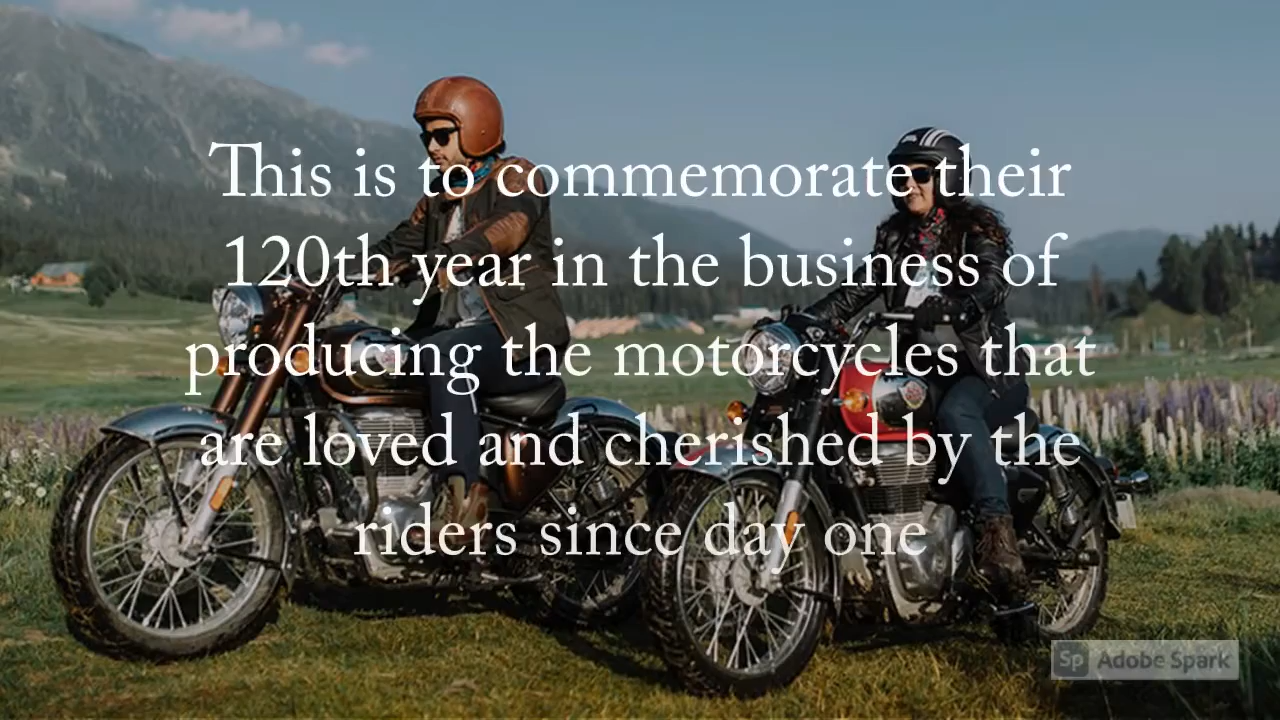 This is to commemorate their
120th year in the business of
producing the motorcycles that
are loved and cherished by the
riders since day one
Sp Adobe Spark